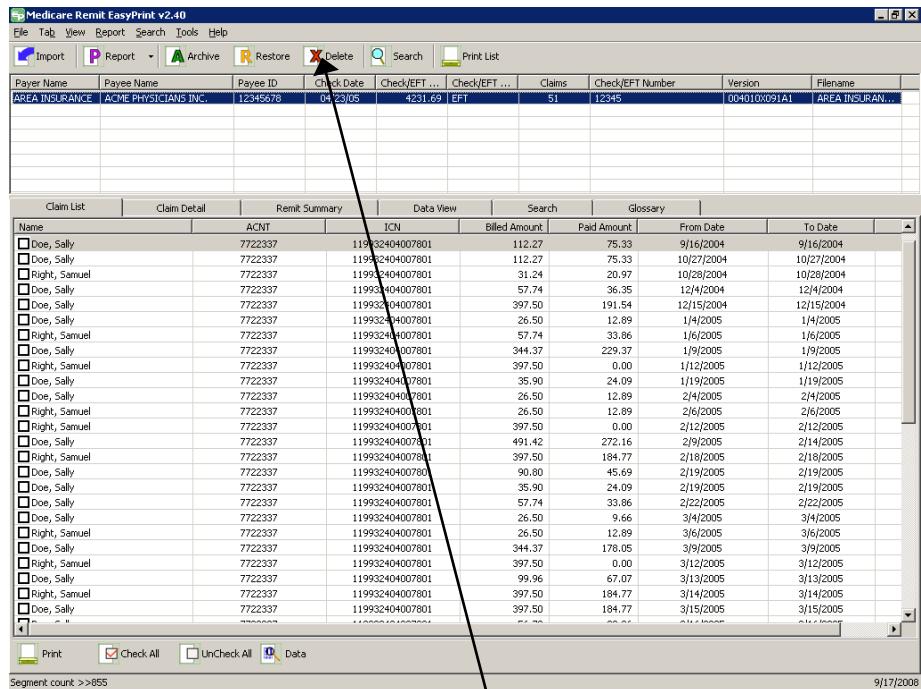 Medicare Remit EasyPrint v2.40
File Tab View Report Search Tools Help
Import Report Archive Restore Delete Search Print List
Payer Name Payee Name Payee ID Check Date Check/EFT ... Check/EFT ... Claims Check/EFT Number Version Filename
AREA INSURANCE ACME PHYSICIANS INC. 12345678 04/23/05 4231.69 EFT 51 12345 004010X091A1 AREA INSURAN...
Claim List Claim Detail Remit Summary Data View Search Glossary
Name ACNT ICN Billed Amount Paid Amount From Date To Date
Doe, Sally 7722337 119932404007801 112.27 75.33 9/16/2004 9/16/2004
Doe, Sally 7722337 119932404007801 112.27 75.33 10/27/2004 10/27/2004
Right, Samuel 7722337 119932404007801 31.24 20.97 10/28/2004 10/28/2004
Doe, Sally 7722337 119932404007801 57.74 36.35 12/4/2004 12/4/2004
Doe, Sally 7722337 119932404007801 397.50 191.54 12/15/2004 12/15/2004
Doe, Sally 7722337 119932404007801 26.50 12.89 1/4/2005 1/4/2005
Right, Samuel 7722337 119932404007801 57.74 33.86 1/6/2005 1/6/2005
Doe, Sally 7722337 119932404007801 344.37 229.37 1/9/2005 1/9/2005
Right, Samuel 7722337 119932404007801 397.50 0.00 1/12/2005 1/12/2005
Doe, Sally 7722337 119932404007801 35.90 24.09 1/19/2005 1/19/2005
Doe, Sally 7722337 119932404007801 26.50 12.89 2/4/2005 2/4/2005
Right, Samuel 7722337 119932404007801 26.50 12.89 2/6/2005 2/6/2005
Right, Samuel 7722337 119932404007801 397.50 0.00 2/12/2005 2/12/2005
Doe, Sally 7722337 119932404007801 491.42 272.16 2/9/2005 2/14/2005
Right, Samuel 7722337 119932404007801 397.50 184.77 2/18/2005 2/18/2005
Doe, Sally 7722337 119932404007801 90.80 45.69 2/19/2005 2/19/2005
Doe, Sally 7722337 119932404007801 35.90 24.09 2/19/2005 2/19/2005
Doe, Sally 7722337 119932404007801 57.74 33.86 2/22/2005 2/22/2005
Doe, Sally 7722337 119932404007801 26.50 9.66 3/4/2005 3/4/2005
Right, Samuel 7722337 119932404007801 26.50 12.89 3/6/2005 3/6/2005
Doe, Sally 7722337 119932404007801 344.37 178.05 3/9/2005 3/9/2005
Right, Samuel 7722337 119932404007801 397.50 0.00 3/12/2005 3/12/2005
Doe, Sally 7722337 119932404007801 99.96 67.07 3/13/2005 3/13/2005
Right, Samuel 7722337 119932404007801 397.50 184.77 3/14/2005 3/14/2005
Doe, Sally 7722337 119932404007801 397.50 184.77 3/15/2005 3/15/2005
Print Check All UnCheck All Data
Segment count >>855 9/17/2008